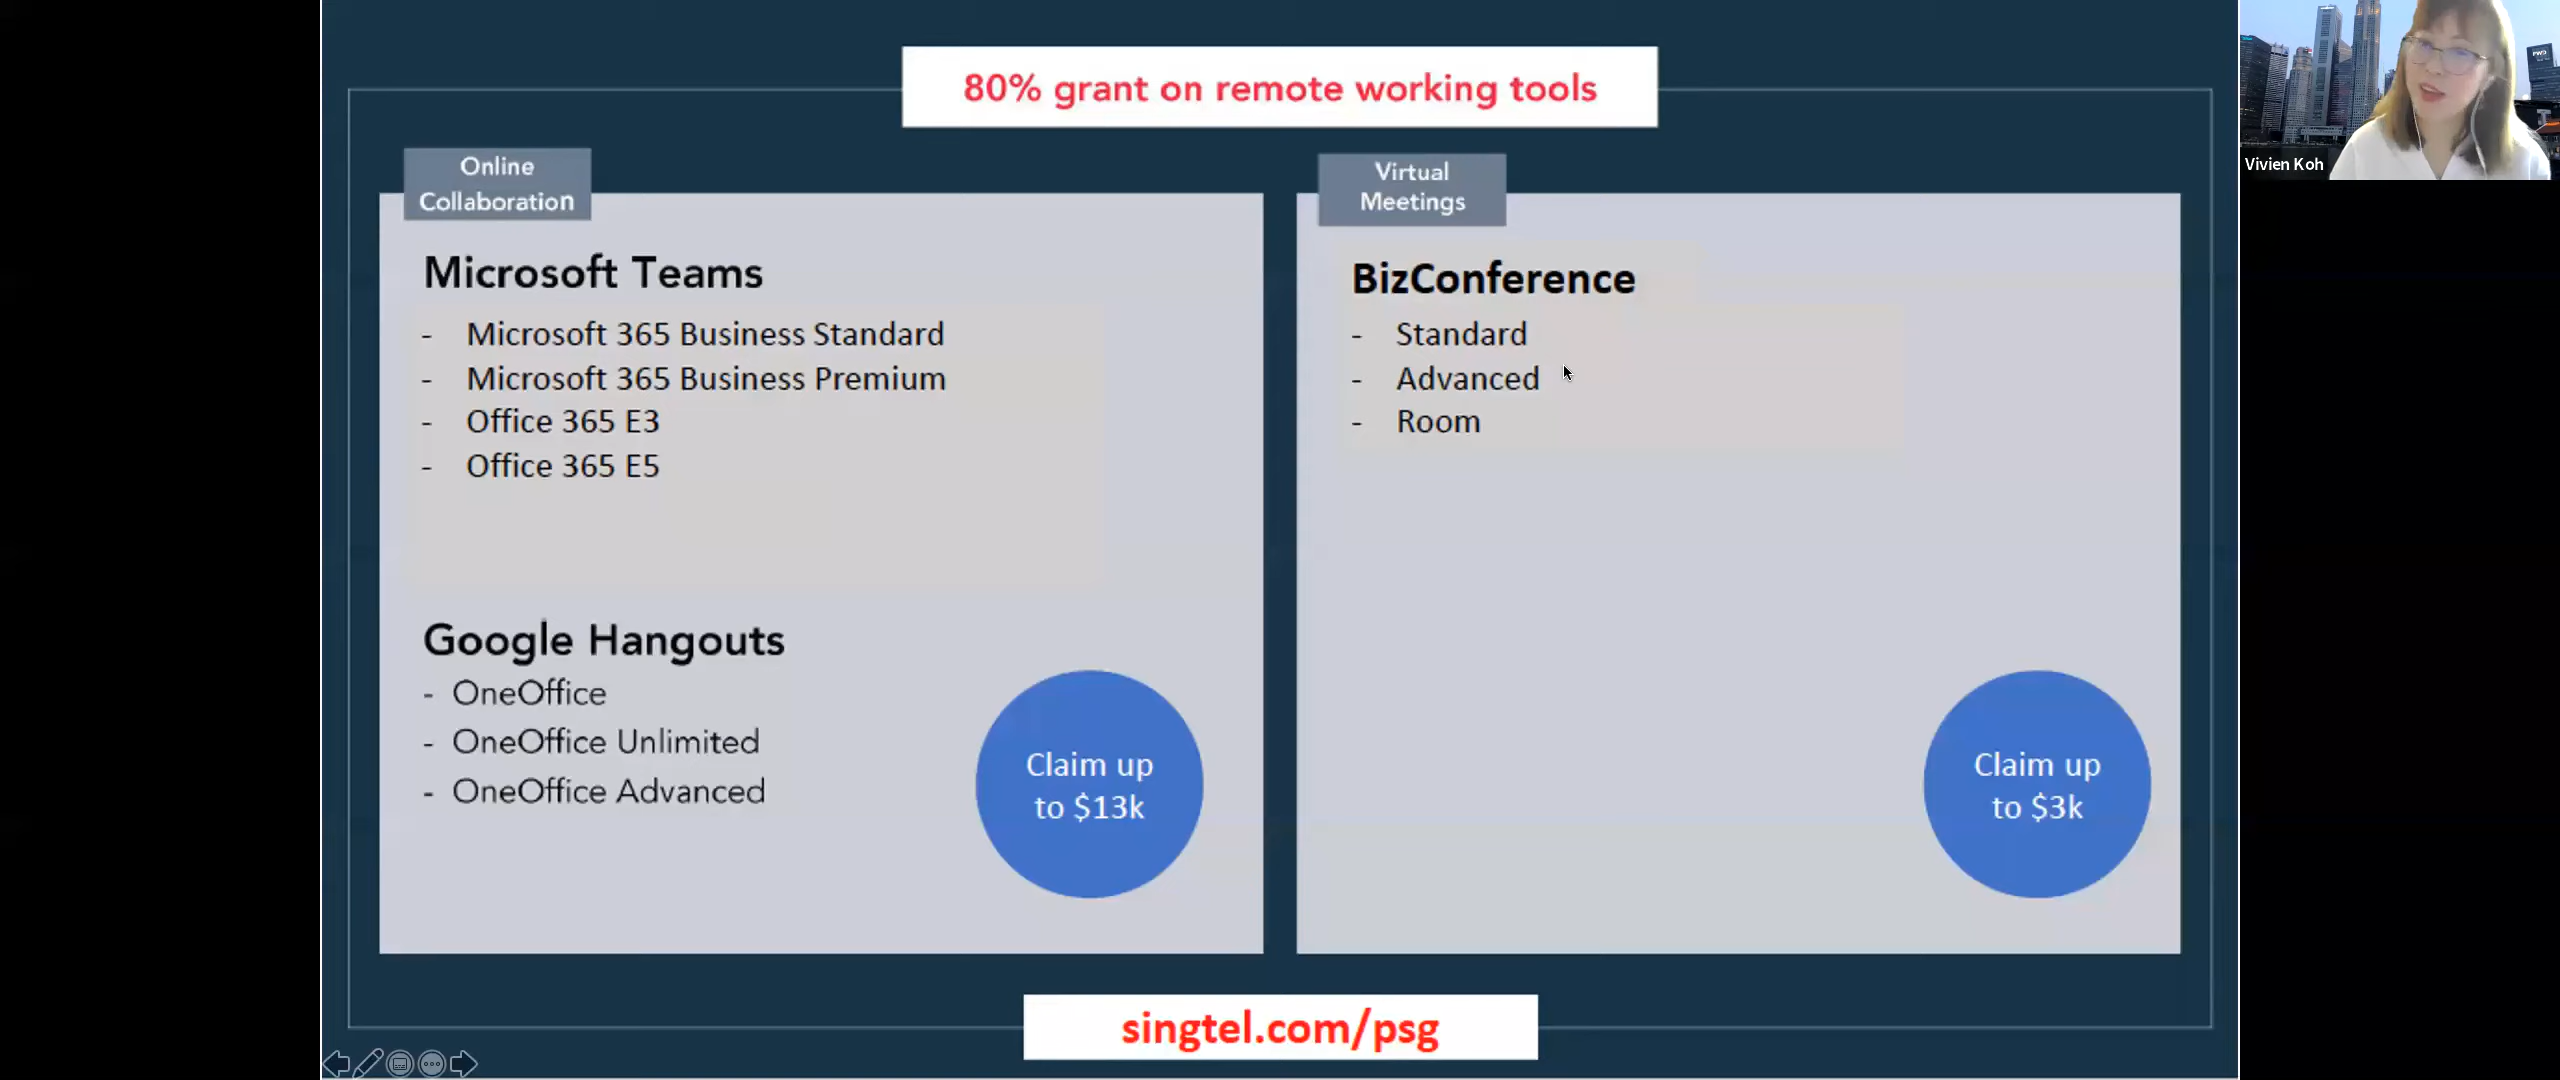 80% grant on remote working tools
Online
Collaboration
Microsoft Teams
- Microsoft 365 Business Standard
- Microsoft 365 Business Premium
- Office 365 E3
- Office 365 E5
Google Hangouts
- OneOffice
- OneOffice Unlimited
- OneOffice Advanced
Claim up
to $13k
Virtual
Meetings
BizConference
- Standard
- Advanced
- Room
Claim up
to $3k
singtel.com/psg
Vivien Koh
PWD